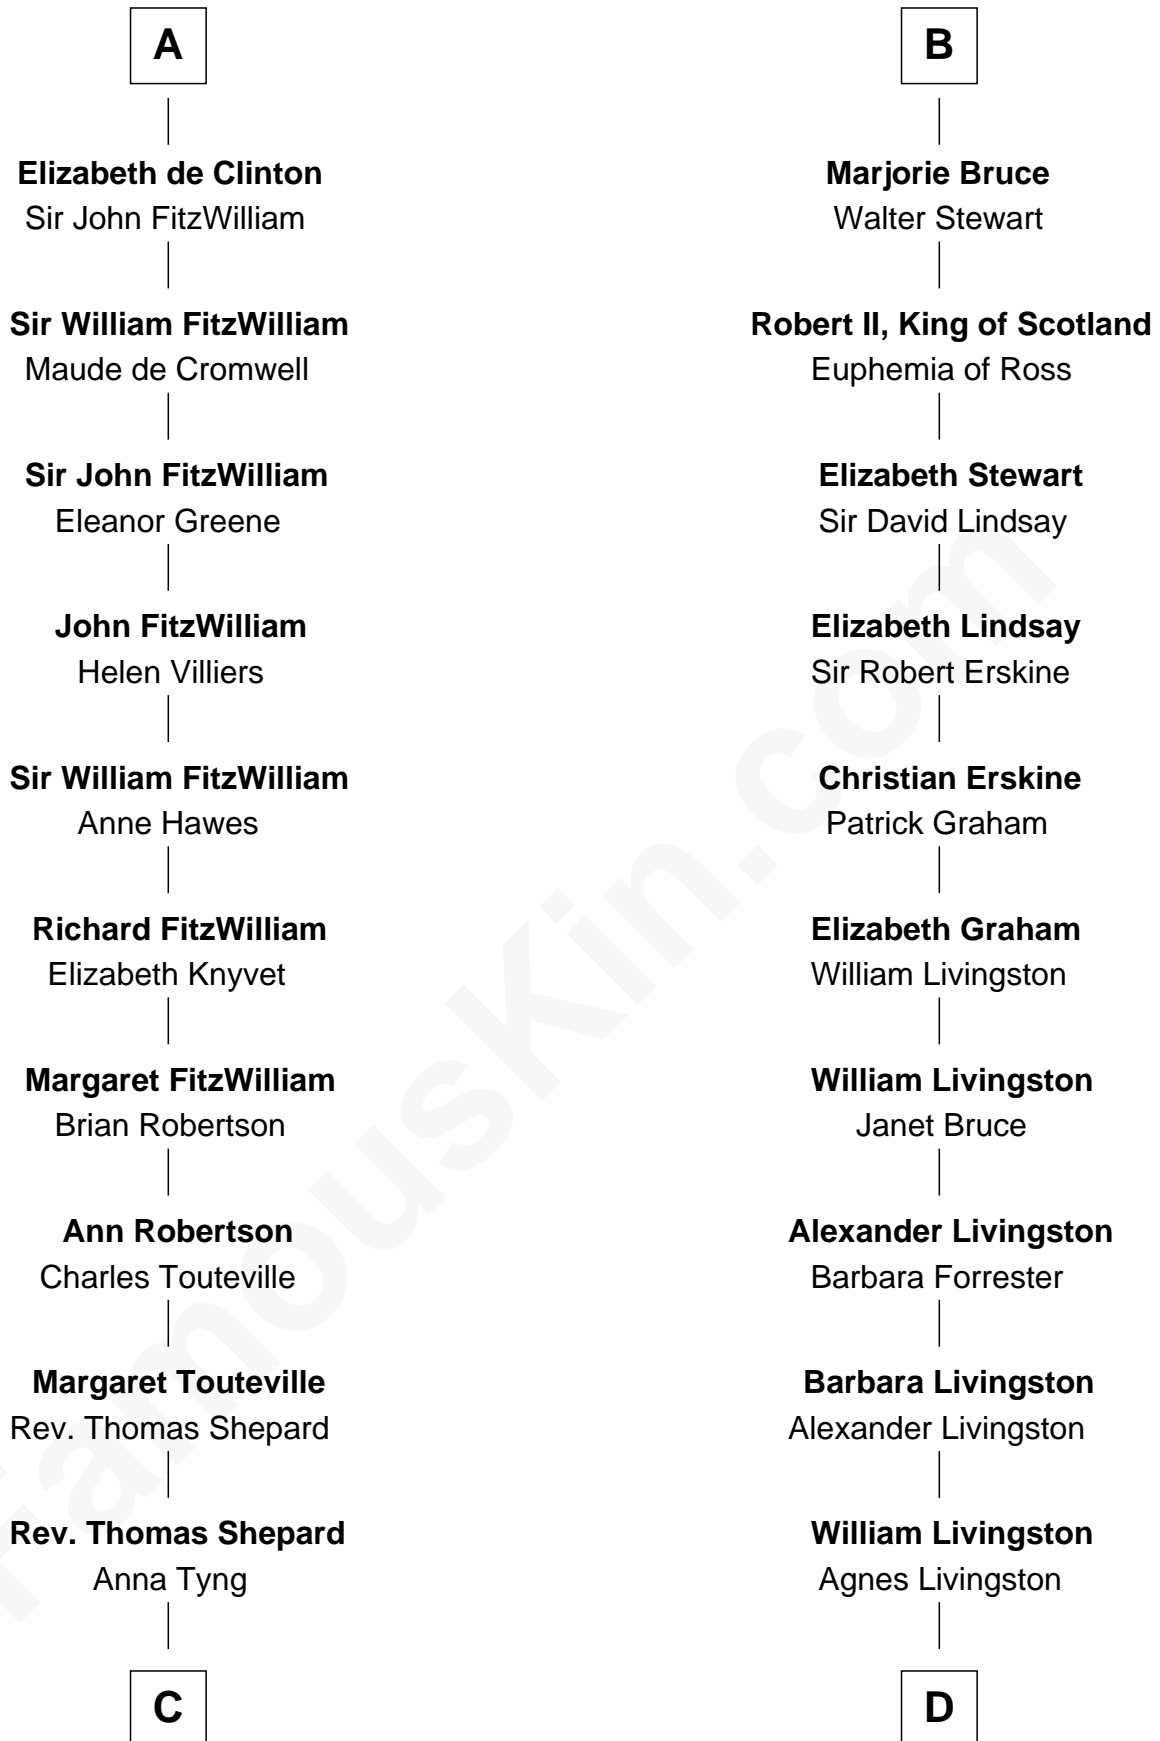 A
Elizabeth de Clinton
Sir John FitzWilliam
Sir William FitzWilliam
Maude de Cromwell
Sir John FitzWilliam
Eleanor Greene
John FitzWilliam
Helen Villiers
Sir William FitzWilliam
Anne Hawes
Richard FitzWilliam
Elizabeth Knyvet
Margaret FitzWilliam
Brian Robertson
Ann Robertson
Charles Touteville
Margaret Touteville
Rev. Thomas Shepard
Rev. Thomas Shepard
Anna Tyng
C
B
Marjorie Bruce
Walter Stewart
Robert II, King of Scotland
Euphemia of Ross
Elizabeth Stewart
Sir David Lindsay
Elizabeth Lindsay
Sir Robert Erskine
Christian Erskine
Patrick Graham
Elizabeth Graham
William Livingston
William Livingston
Janet Bruce
Alexander Livingston
Barbara Forrester
Barbara Livingston
Alexander Livingston
William Livingston
Agnes Livingston
D
FamousKin.com